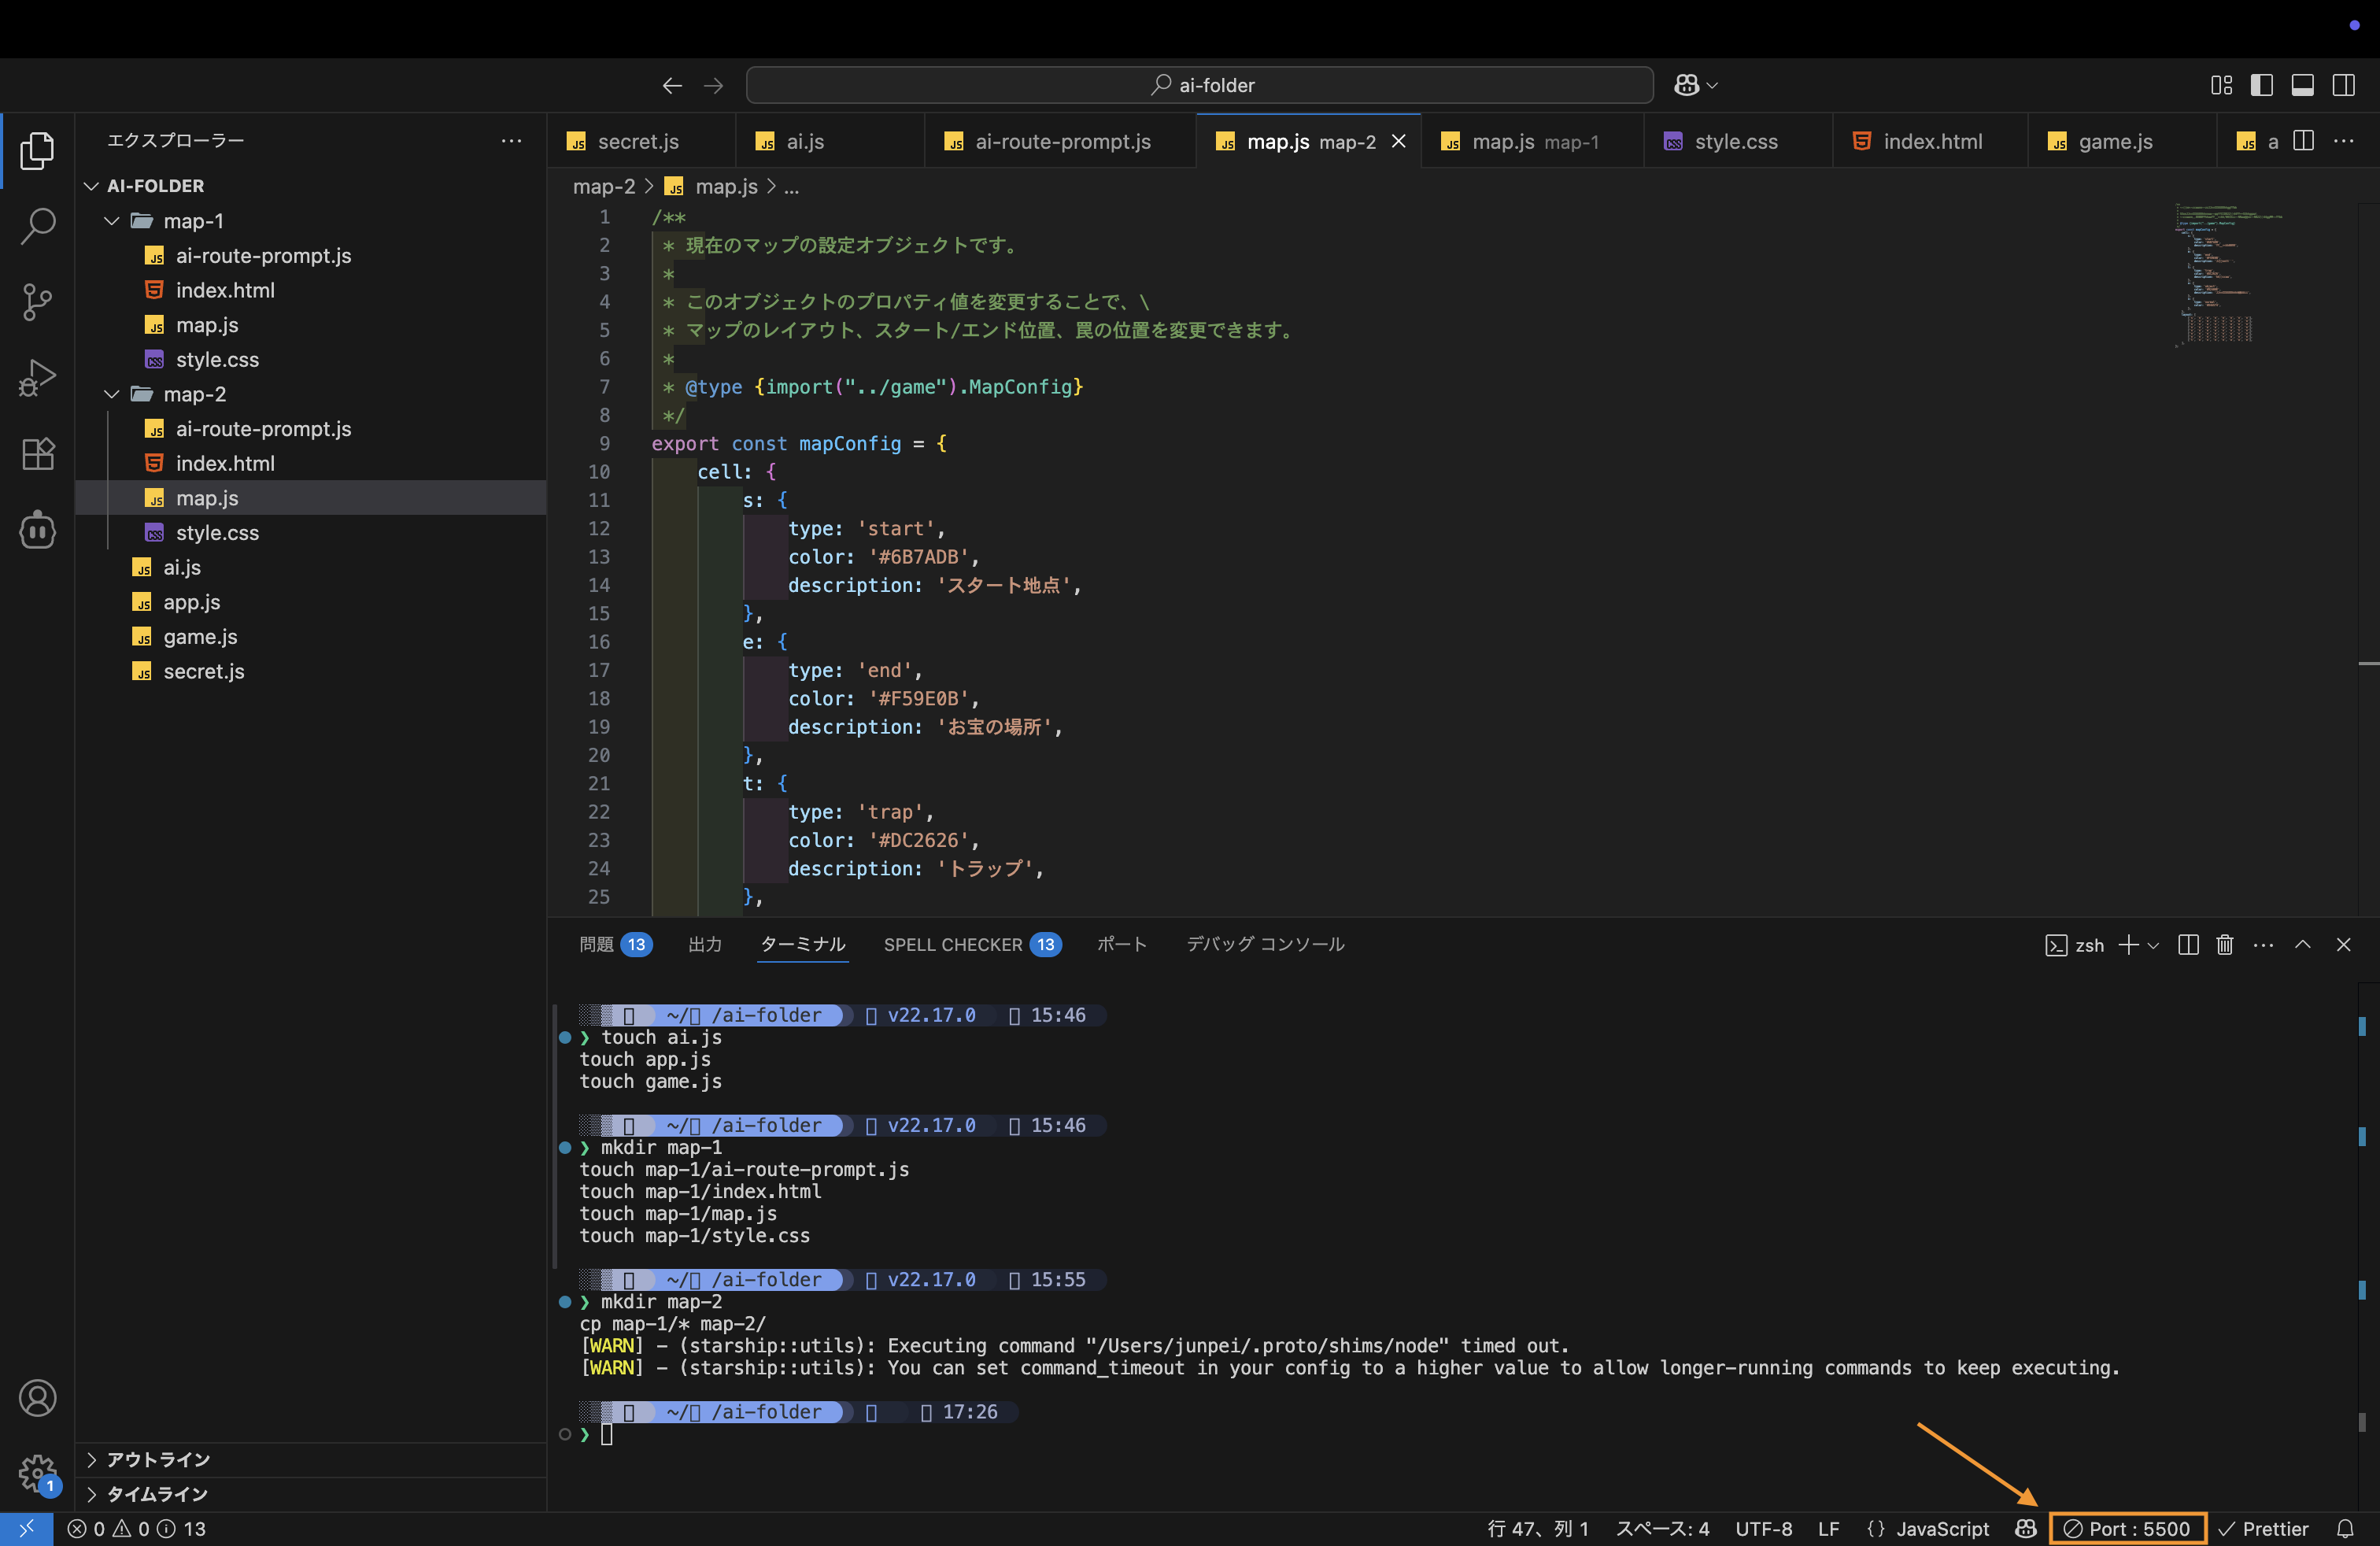 ai-folder
エクスプローラー
AI-FOLDER
map-1
ai-route-prompt.js
index.html
map.js
style.css
map-2
ai-route-prompt.js
index.html
map.js
style.css
ai.js
app.js
game.js
secret.js
アウトライン
タイムライン
secret.js
ai.js
ai-route-prompt.js
map.js map-2
map.js map-1
style.css
index.html
game.js
a
map-2 > map.js > ...
1 /**
2 * 現在のマップの設定オブジェクトです。
3 *
4 * このオブジェクトのプロパティ値を変更することで、\
5 * マップのレイアウト、スタート/エンド位置、罠の位置を変更できます。
6 *
7 * @type {import("../game").MapConfig}
8 */
9 export const mapConfig = {
10 cell: {
11 s: {
12 type: 'start',
13 color: '#6B7ADB',
14 description: 'スタート地点',
15 },
16 e: {
17 type: 'end',
18 color: '#F59E0B',
19 description: 'お宝の場所',
20 },
21 t: {
22 type: 'trap',
23 color: '#DC2626',
24 description: 'トラップ',
25 },
問題 13 出力 ターミナル SPELL CHECKER 13 ポート デバッグ コンソール
zsh
~/ /ai-folder v22.17.0 15:46
❯ touch ai.js
touch app.js
touch game.js
~/ /ai-folder v22.17.0 15:46
❯ mkdir map-1
touch map-1/ai-route-prompt.js
touch map-1/index.html
touch map-1/map.js
touch map-1/style.css
~/ /ai-folder v22.17.0 15:55
❯ mkdir map-2
cp map-1/* map-2/
[WARN] - (starship::utils): Executing command "/Users/junpei/.proto/shims/node" timed out.
[WARN] - (starship::utils): You can set command_timeout in your config to a higher value to allow longer-running commands to keep executing.
~/ /ai-folder 17:26
❯
1
0 0 13
行 47、列 1 スペース: 4 UTF-8 LF {} JavaScript Port : 5500 Prettier